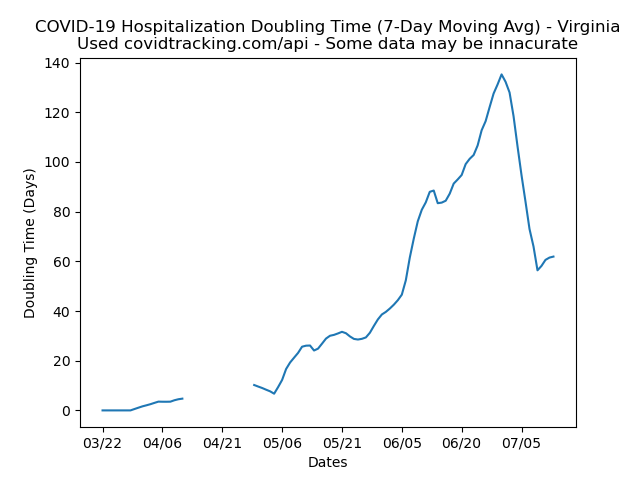 COVID-19 Hospitalization Doubling Time (7-Day Moving Avg) - Virginia
Used covidtracking.com/api - Some data may be innacurate
140
120
100
80
60
40
20
0
Doubling Time (Days)
03/22 04/06 04/21 05/06 05/21 06/05 06/20 07/05
Dates